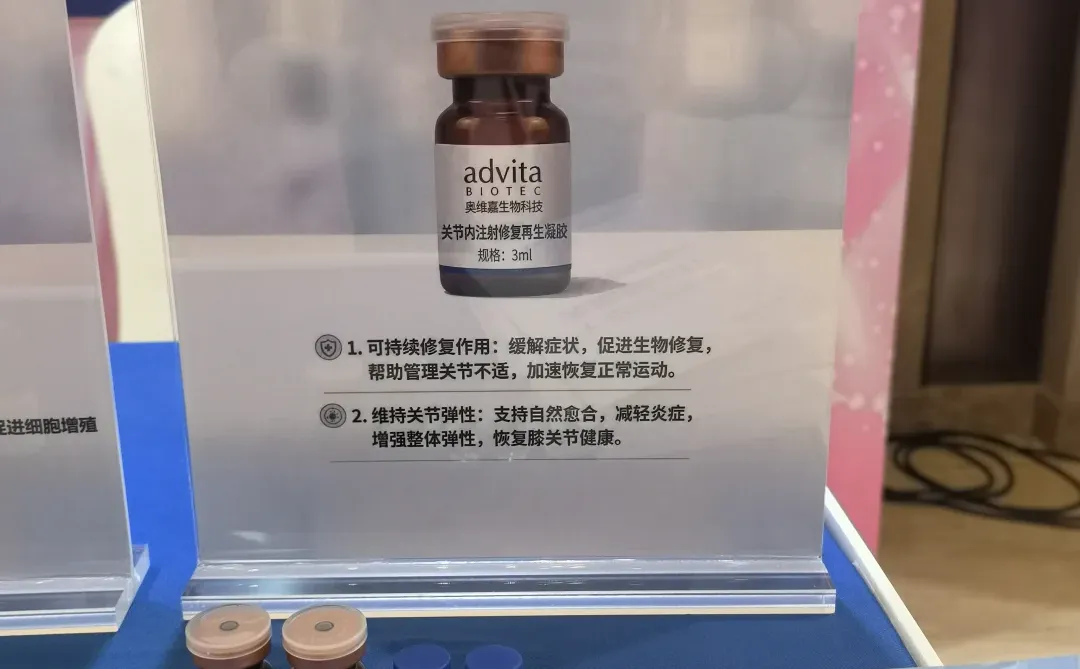 advita
BIOTEC
奥维嘉生物科技
关节内注射修复再生凝胶
规格：3ml
1. 可持续修复作用：缓解症状，促进生物修复，
帮助管理关节不适，加速恢复正常运动。
2. 维持关节弹性：支持自然愈合，减轻炎症，
增强整体弹性，恢复膝关节健康。
促进细胞增殖